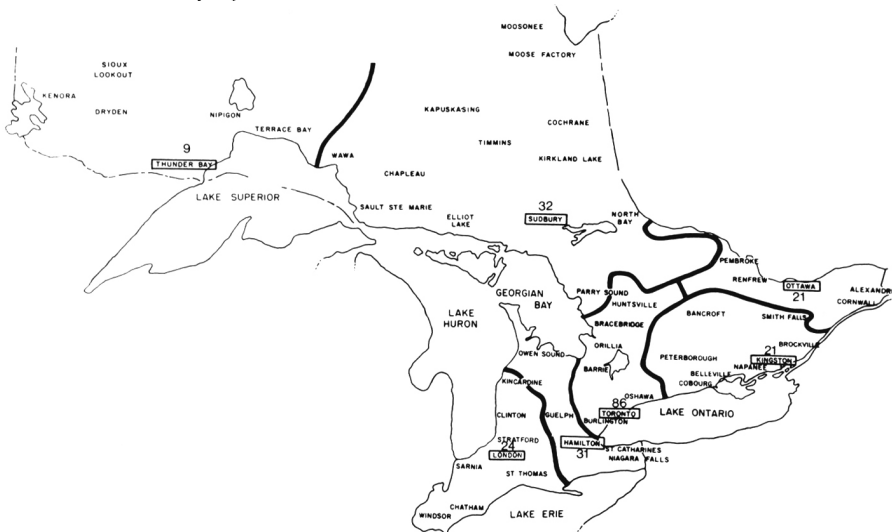 MOOSONEE
MOOSE FACTORY
SIOUX
LOOKOUT
KENORA
DRYDEN
NIPIGON
KAPUSKASING
COCHRANE
TERRACE BAY
TIMMINS
9
THUNDER BAY
WAWA
KIRKLAND LAKE
CHAPLEAU
LAKE SUPERIOR
SAULT STE MARIE
32
SUDBURY
ELLIOT
LAKE
NORTH
BAY
PEMBROKE
RENFREW
OTTAWA
21
ALEXANDR
CORNWALL
GEORGIAN
BAY
PARRY SOUND
HUNTSVILLE
LAKE
HURON
BRACEBRIDGE
BANCROFT
SMITH FALLS
BROCKVILLE
OWEN SOUND
ORILLIA
BARRIE
PETERBOROUGH
21
KINGSTON
NAPANEE
BELLEVILLE
COBOURG
KINCARDINE
OSHAWA
86
TORONTO
LAKE ONTARIO
CLINTON
GUELPH
BURLINGTON
STRATFORD
24
LONDON
HAMILTON
31
ST CATHARINES
NIAGARA FALLS
SARNIA
ST THOMAS
CHATHAM
WINDSOR
LAKE ERIE